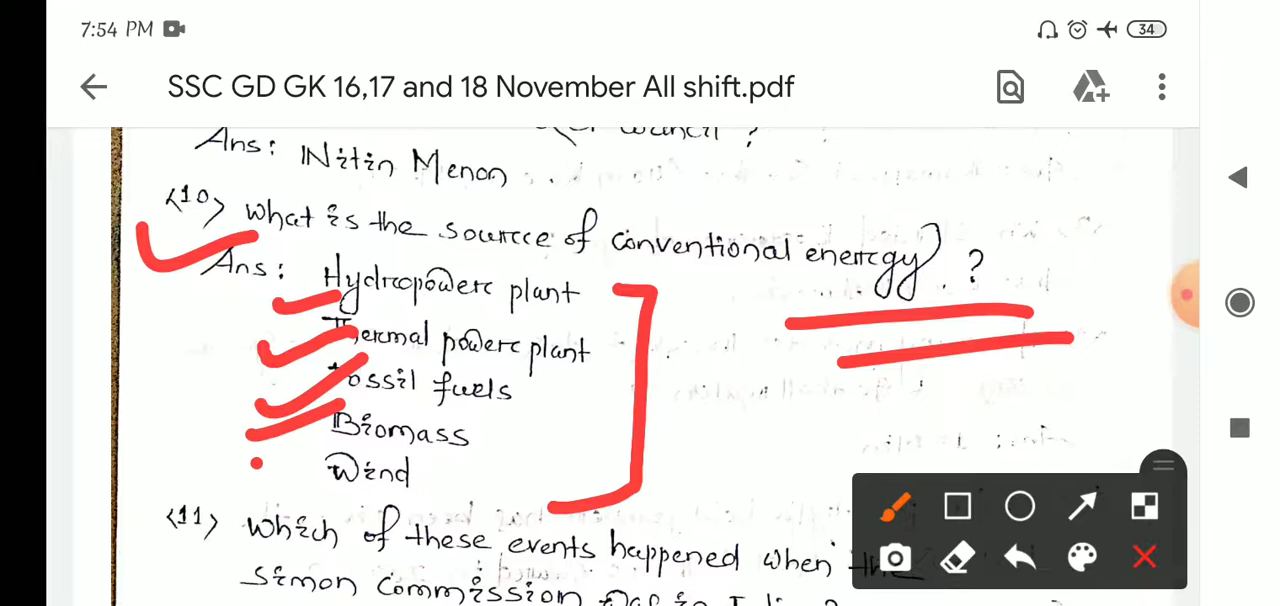 7:54 PM
34
SSC GD GK 16,17 and 18 November All shift.pdf
council ?
Ans: Nitin Menon
<10> What is the source of conventional energy. ?
Ans: Hydropower plant
Thermal power plant
Fossil fuels
Biomass
Wind
<11> Which of these events happened when the
Simon Commission